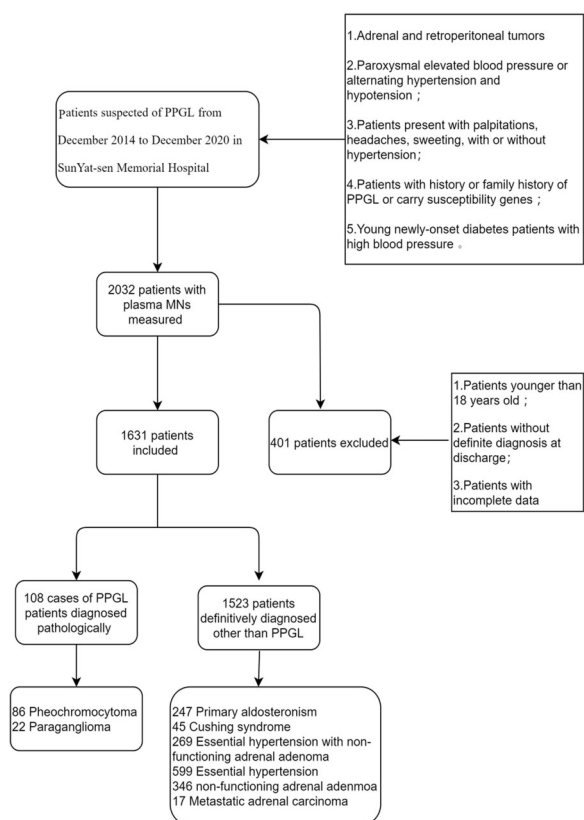 patients suspected of PPGL from
December 2014 to December 2020 in
SunYat-sen Memorial Hospital
1.Adrenal and retroperitoneal tumors
2.Paroxysmal elevated blood pressure or
alternating hypertension and
hypotension；
3.Patients present with palpitations,
headaches, sweeting, with or without
hypertension;
4.Patients with history or family history of
PPGL or carry susceptibility genes；
5.Young newly-onset diabetes patients with
high blood pressure 。
2032 patients with
plasma MNs
measured
1631 patients
included
401 patients excluded
1.Patients younger than
18 years old；
2.Patients without
definite diagnosis at
discharge;
3.Patients with
incomplete data
108 cases of PPGL
patients diagnosed
pathologically
1523 patients
definitively diagnosed
other than PPGL
86 Pheochromocytoma
22 Paraganglioma
247 Primary aldosteronism
45 Cushing syndrome
269 Essential hypertension with non-
functioning adrenal adenoma
599 Essential hypertension
346 non-functioning adrenal adenmoa
17 Metastatic adrenal carcinoma